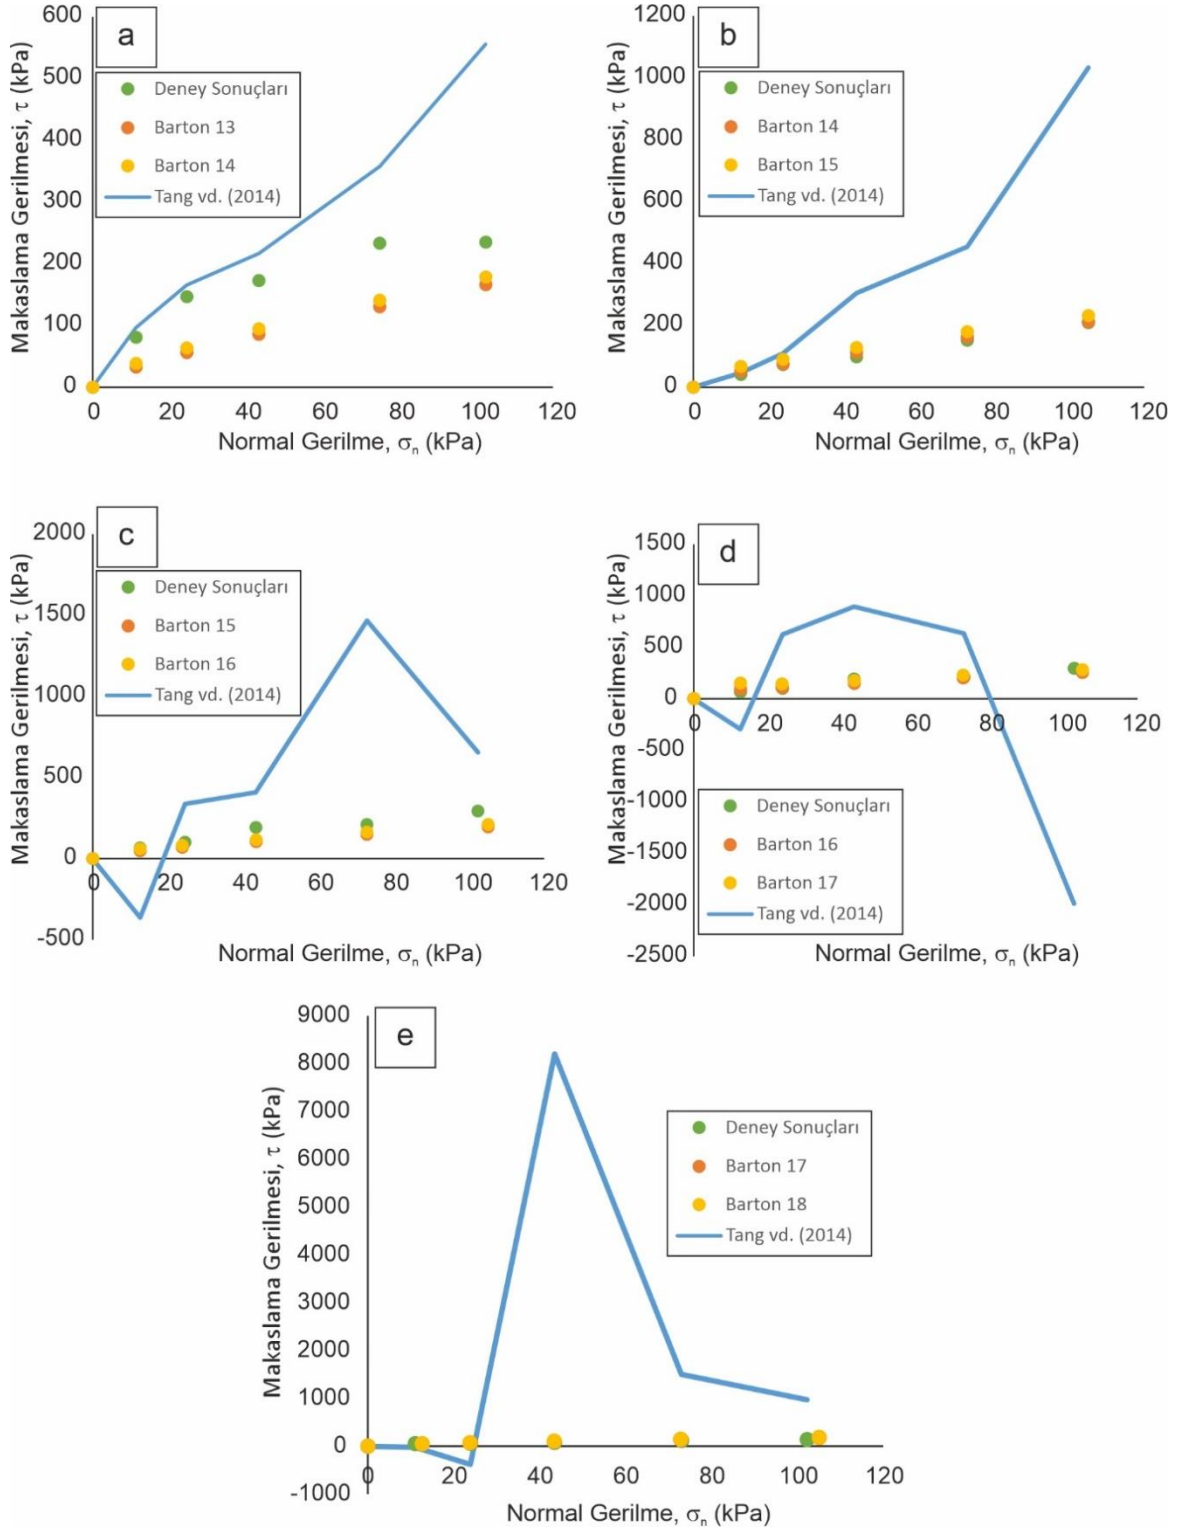 a
600
500
400
300
200
100
0
0 20 40 60 80 100 120
Makaslama Gerilmesi, τ (kPa)
Normal Gerilme, σn (kPa)
Deney Sonuçları
Barton 13
Barton 14
Tang vd. (2014)
b
1200
1000
800
600
400
200
0
0 20 40 60 80 100 120
Makaslama Gerilmesi, τ (kPa)
Normal Gerilme, σn (kPa)
Deney Sonuçları
Barton 14
Barton 15
Tang vd. (2014)
c
2000
1500
1000
500
0
-500
0 20 40 60 80 100 120
Makaslama Gerilmesi, τ (kPa)
Normal Gerilme, σn (kPa)
Deney Sonuçları
Barton 15
Barton 16
Tang vd. (2014)
d
1500
1000
500
0
-500
-1000
-1500
-2000
-2500
0 20 40 60 80 100 120
Makaslama Gerilmesi, τ (kPa)
Normal Gerilme, σn (kPa)
Deney Sonuçları
Barton 16
Barton 17
Tang vd. (2014)
e
9000
8000
7000
6000
5000
4000
3000
2000
1000
0
-1000
0 20 40 60 80 100 120
Makaslama Gerilmesi, τ (kPa)
Normal Gerilme, σn (kPa)
Deney Sonuçları
Barton 17
Barton 18
Tang vd. (2014)